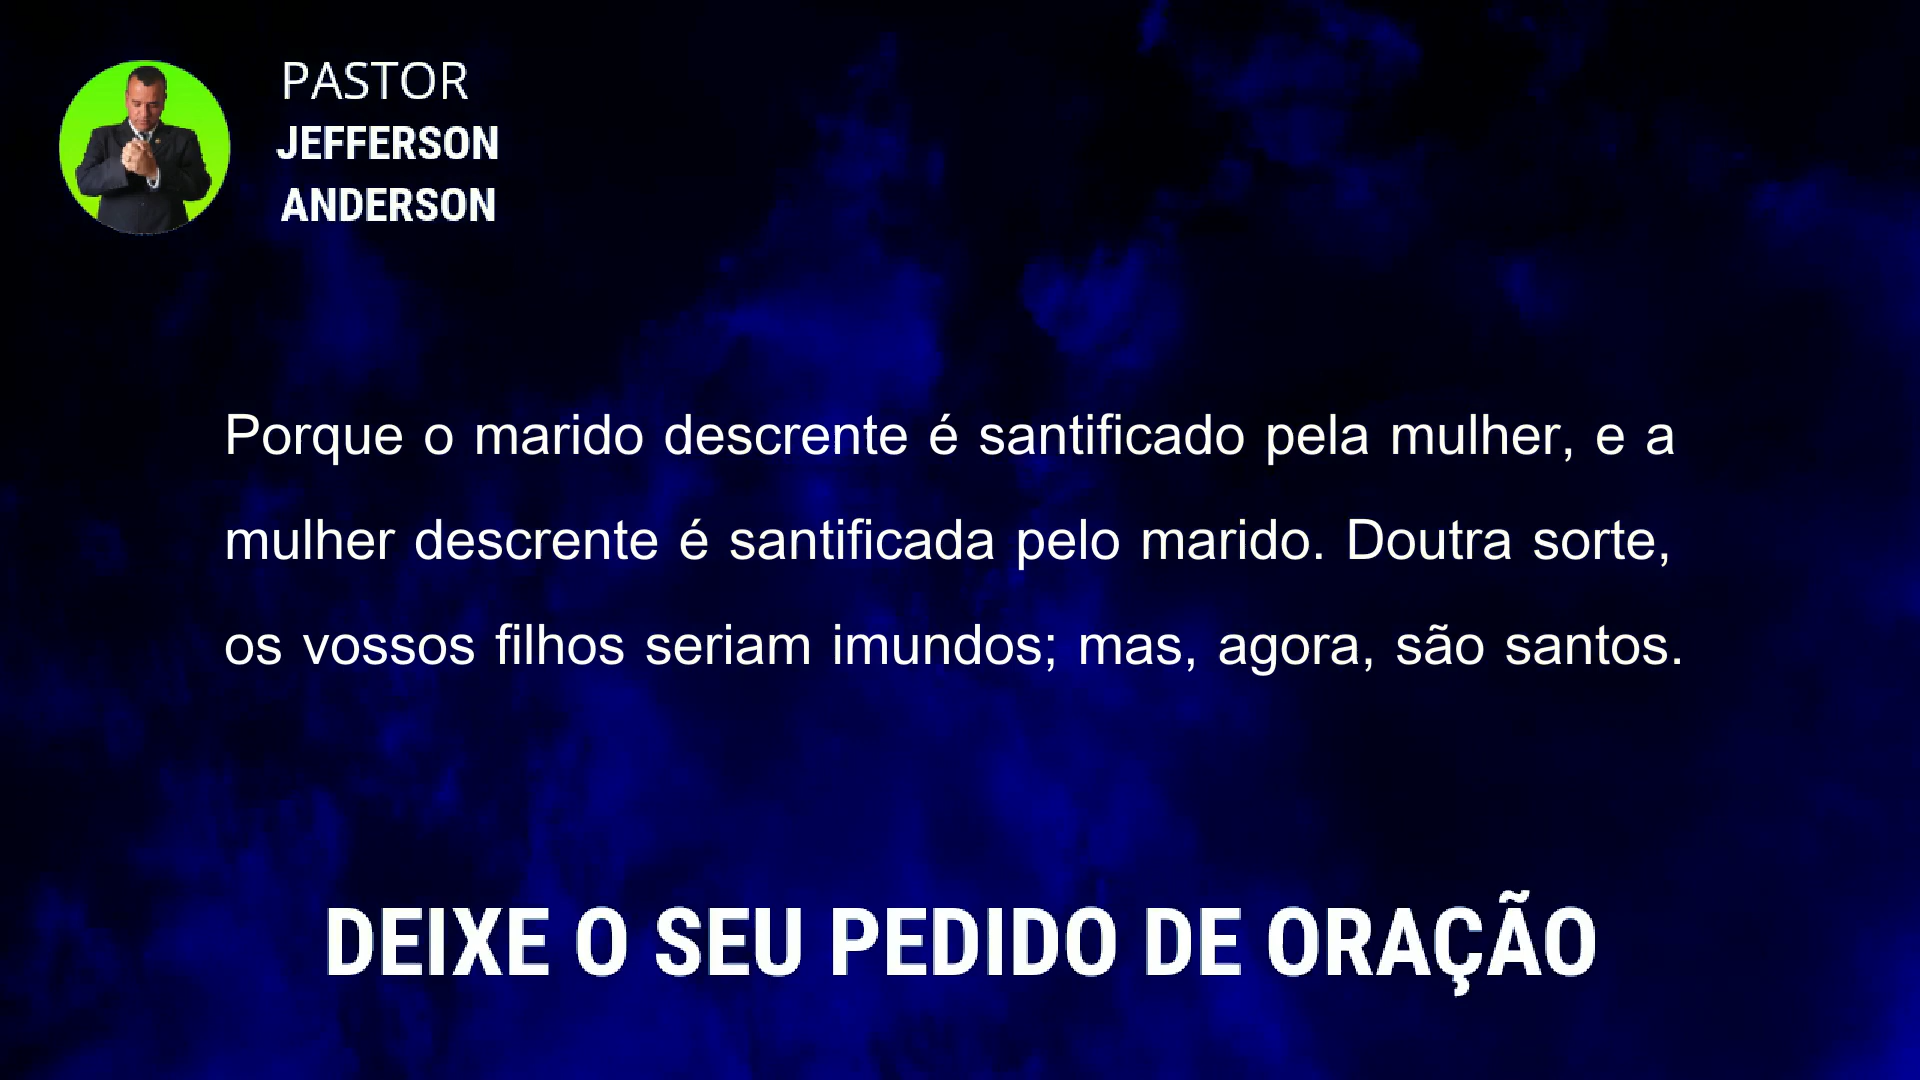 PASTOR
JEFFERSON
ANDERSON
Porque o marido descrente é santificado pela mulher, e a
mulher descrente é santificada pelo marido. Doutra sorte,
os vossos filhos seriam imundos; mas, agora, são santos.
DEIXE O SEU PEDIDO DE ORAÇÃO